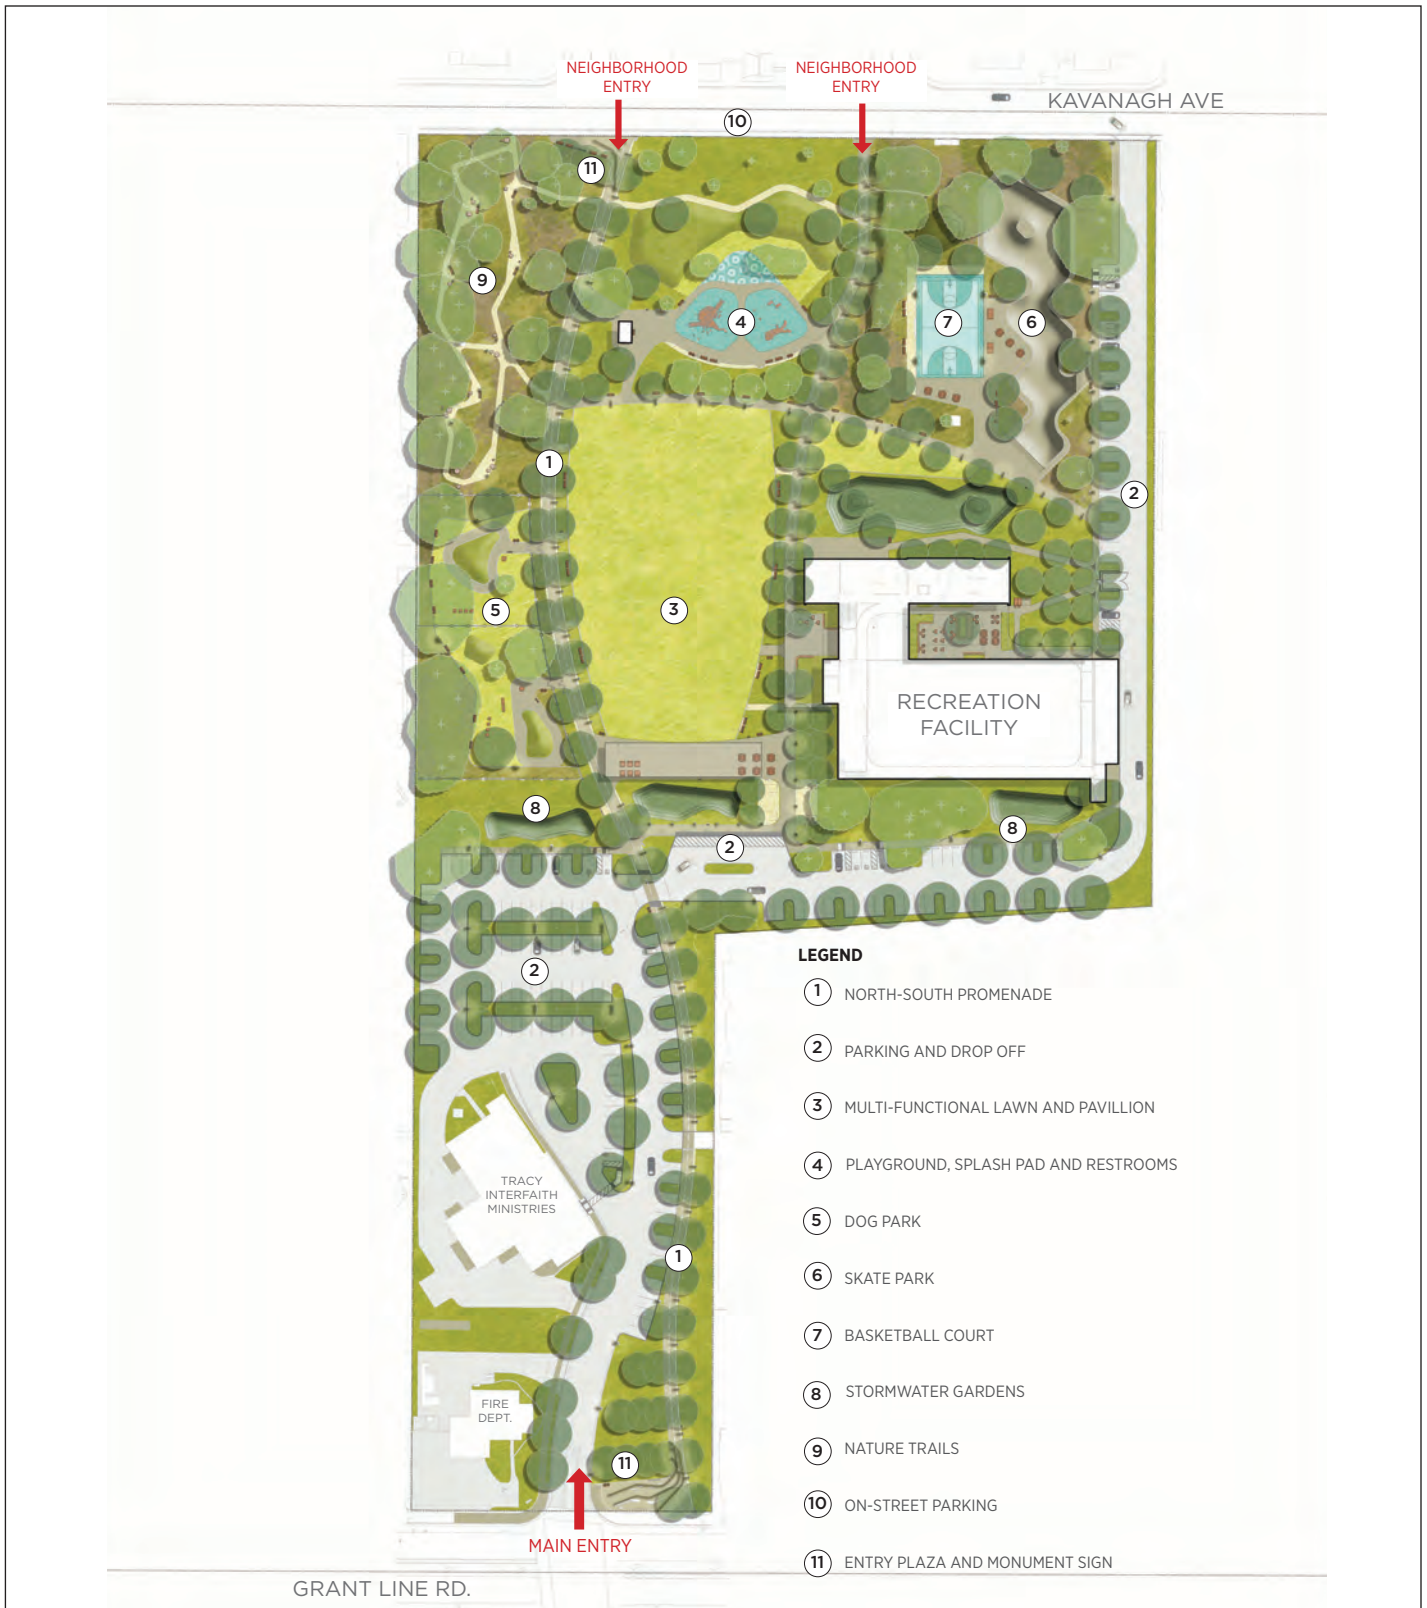 NEIGHBORHOOD
ENTRY
NEIGHBORHOOD
ENTRY
KAVANAGH AVE
10
11
9
4
7
6
1
2
3
5
RECREATION
FACILITY
8
8
2
2
LEGEND
1 NORTH-SOUTH PROMENADE
2 PARKING AND DROP OFF
3 MULTI-FUNCTIONAL LAWN AND PAVILLION
4 PLAYGROUND, SPLASH PAD AND RESTROOMS
5 DOG PARK
6 SKATE PARK
7 BASKETBALL COURT
8 STORMWATER GARDENS
9 NATURE TRAILS
10 ON-STREET PARKING
11 ENTRY PLAZA AND MONUMENT SIGN
TRACY
INTERFAITH
MINISTRIES
1
FIRE
DEPT.
11
MAIN ENTRY
GRANT LINE RD.